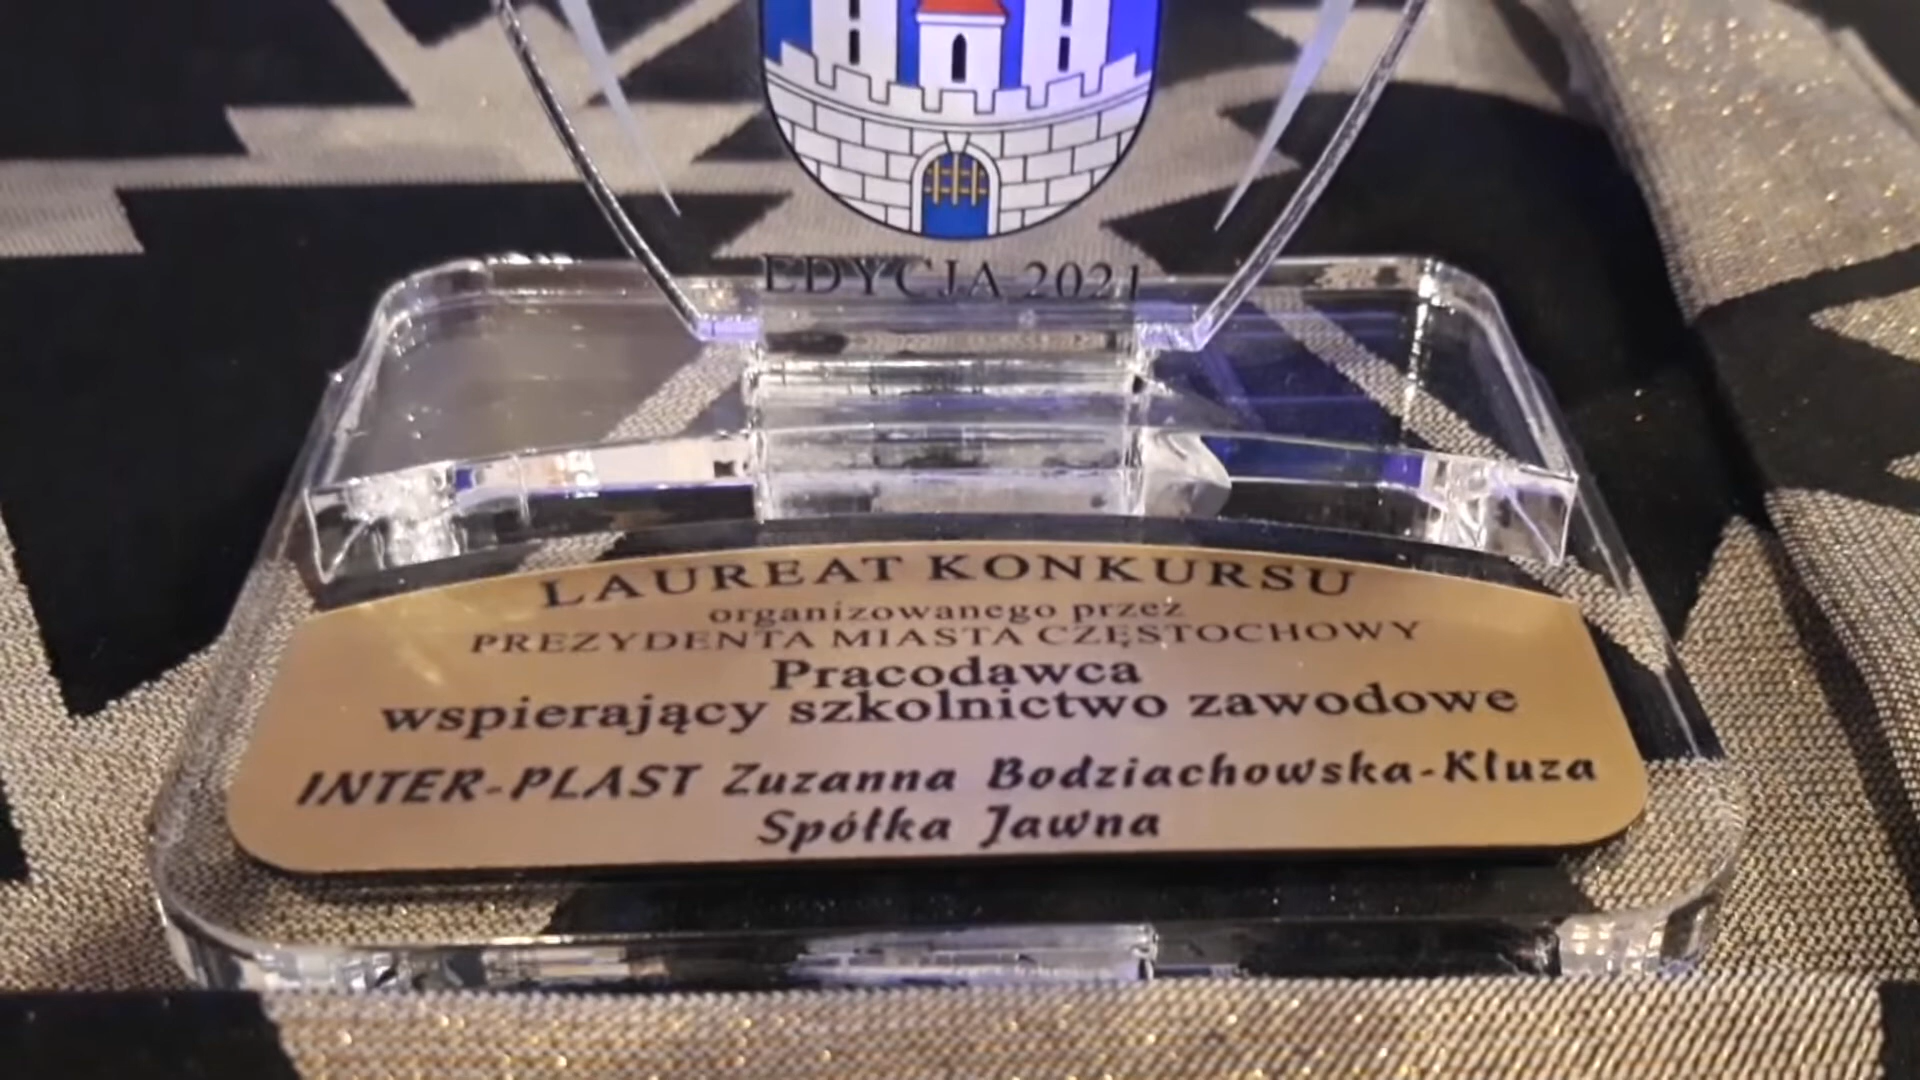 EDYCJA 2021
LAUREAT KONKURSU
organizowanego przez
PREZYDENTA MIASTA CZĘSTOCHOWY
Pracodawca
wspierający szkolnictwo zawodowe
INTER-PLAST Zuzanna Bodziachowska-Kłuza
Spółka Jawna